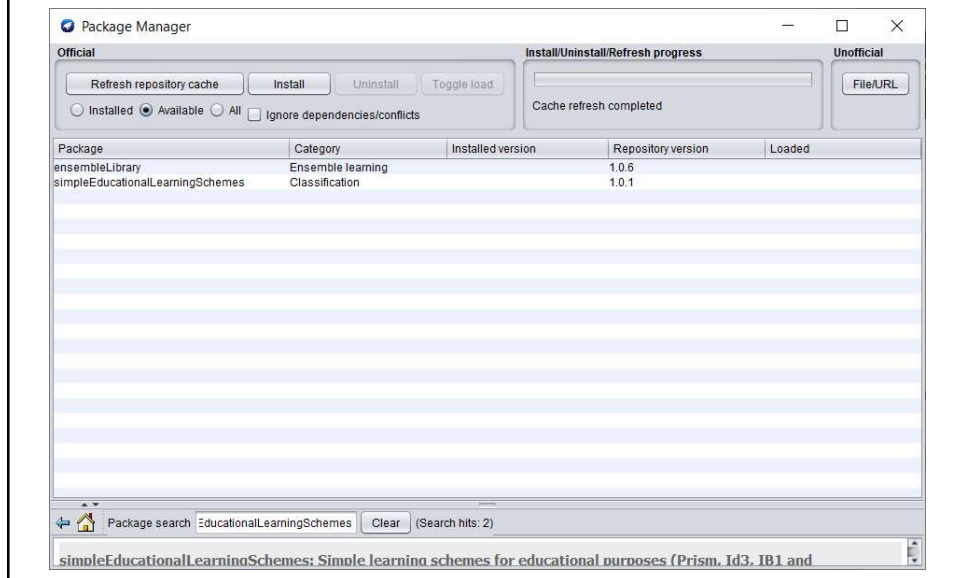 Package Manager
Official
Install/Uninstall/Refresh progress
Unofficial
Refresh repository cache
Install
Uninstall
Toggle load
File/URL
Installed
Available
All
Ignore dependencies/conflicts
Cache refresh completed
Package Category Installed version Repository version Loaded
ensembleLibrary Ensemble learning 1.0.6
simpleEducationalLearningSchemes Classification 1.0.1
Package search EducationalLearningSchemes Clear (Search hits: 2)
simpleEducationalLearningSchemes: Simple learning schemes for educational purposes (Prism, Id3, IB1 and